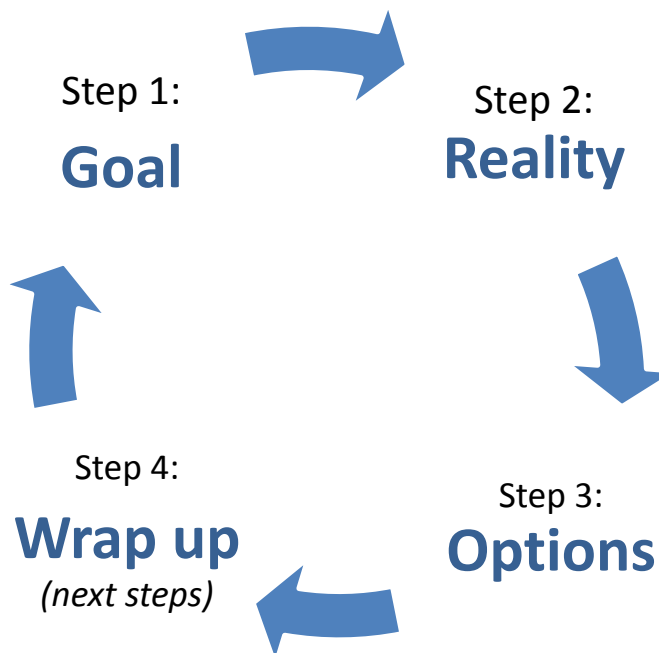 Step 1:
Goal
Step 2:
Reality
Step 3:
Options
Step 4:
Wrap up
(next steps)